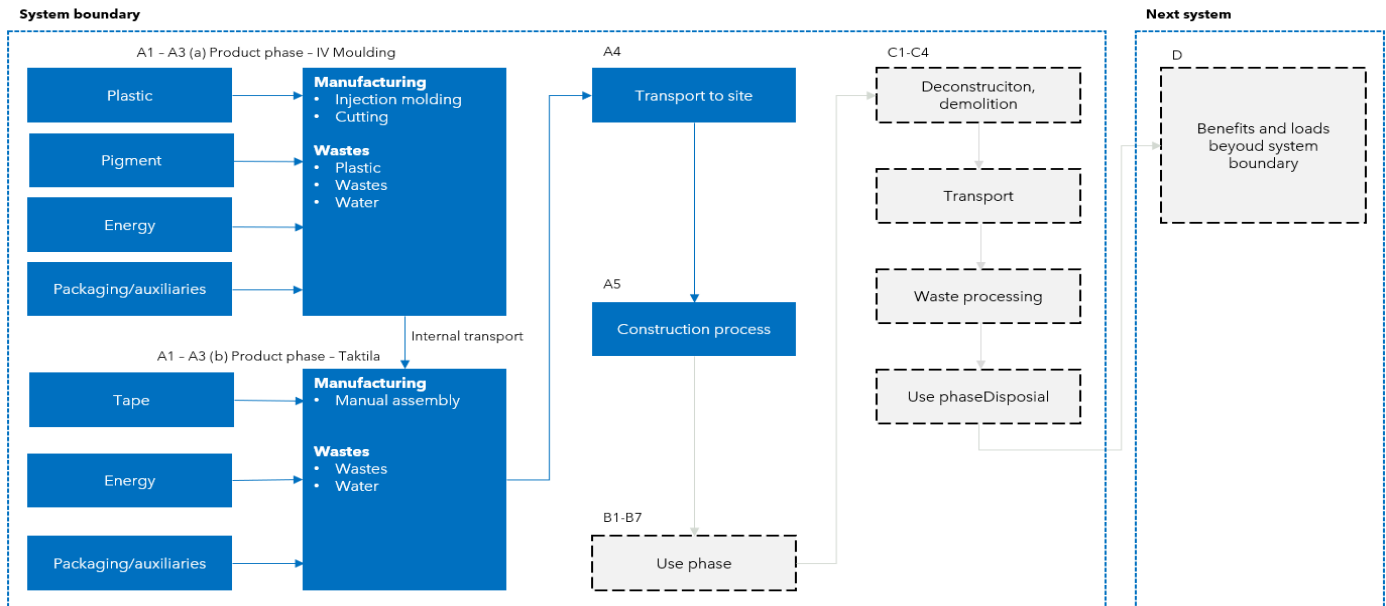 System boundary
Next system
A1 – A3 (a) Product phase – IV Moulding
Plastic
Pigment
Energy
Packaging/auxiliaries
Manufacturing
• Injection molding
• Cutting
Wastes
• Plastic
• Wastes
• Water
Internal transport
A1 – A3 (b) Product phase – Taktila
Tape
Energy
Packaging/auxiliaries
Manufacturing
• Manual assembly
Wastes
• Wastes
• Water
A4
Transport to site
A5
Construction process
B1-B7
Use phase
C1-C4
Deconstruciton,
demolition
Transport
Waste processing
Use phaseDisposial
D
Benefits and loads
beyoud system
boundary